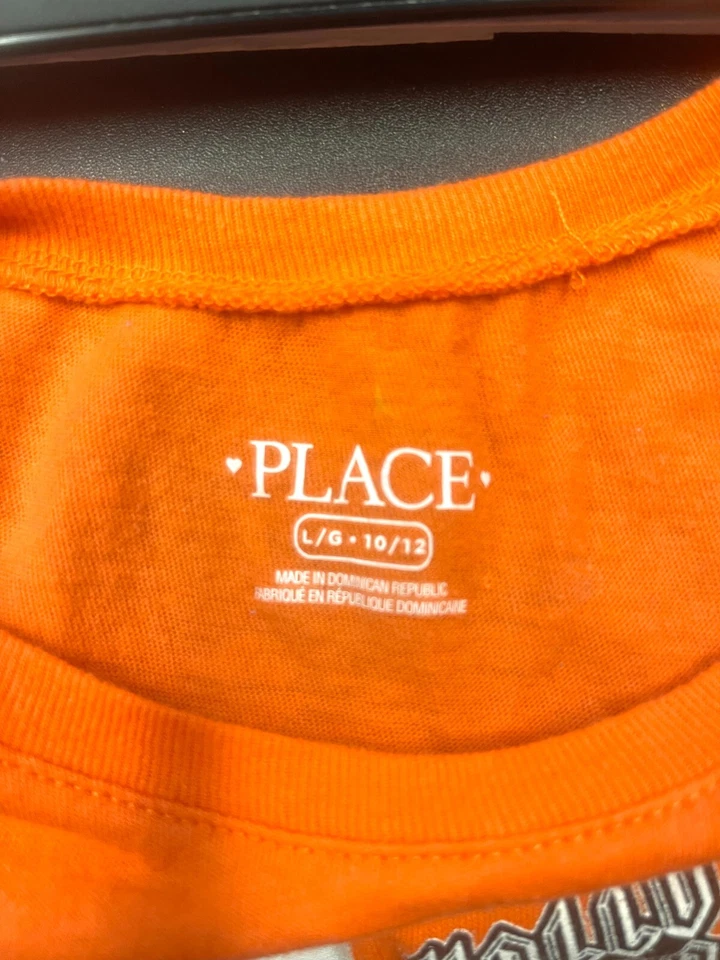 PLACE
L/G • 10/12
MADE IN DOMINICAN REPUBLIC
FABRIQUÉ EN RÉPUBLIQUE DOMINICAINE